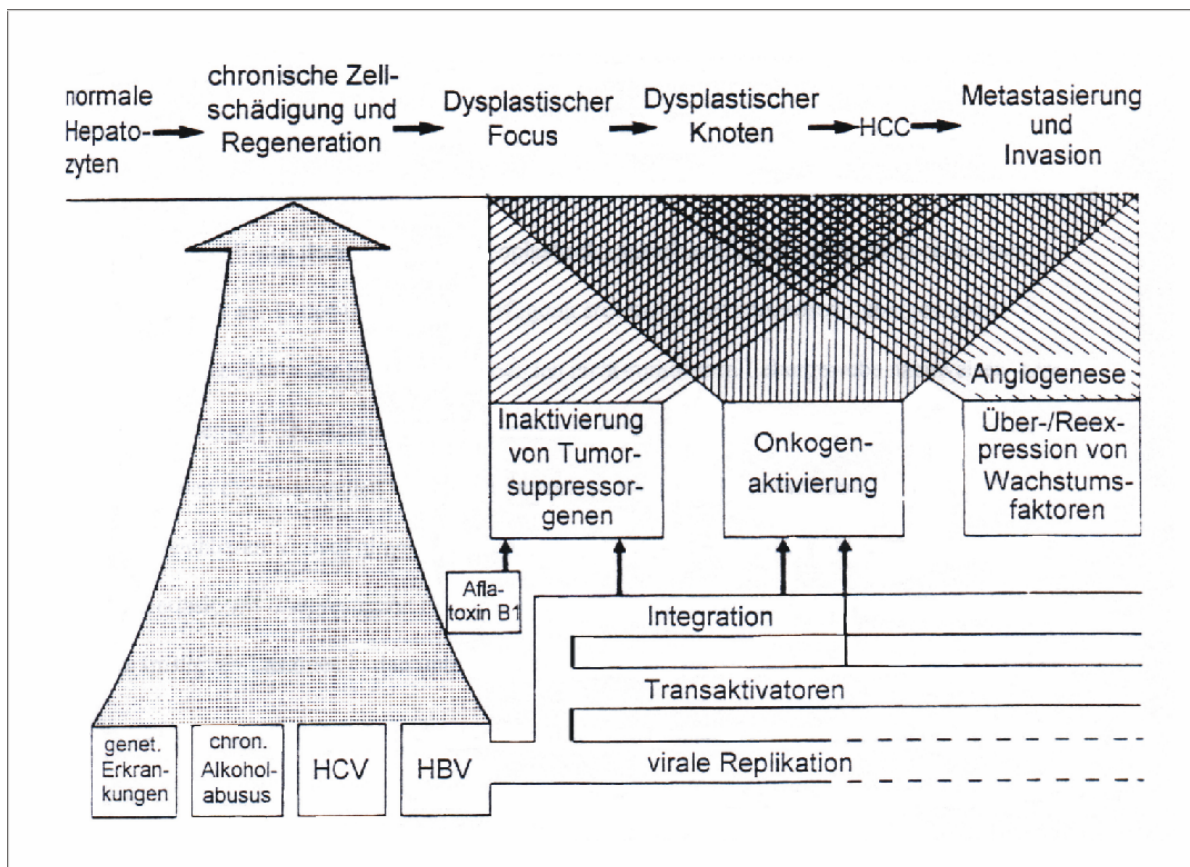 normale
Hepato-
zyten
chronische Zell-
schädigung und
Regeneration
Dysplastischer
Focus
Dysplastischer
Knoten
HCC
Metastasierung
und
Invasion
Angiogenese
Inaktivierung
von Tumor-
suppressor-
genen
Onkogen-
aktivierung
Über-/Reex-
pression von
Wachstums-
faktoren
Afla-
toxin B1
Integration
Transaktivatoren
virale Replikation
genet.
Erkran-
kungen
chron.
Alkohol-
abusus
HCV
HBV